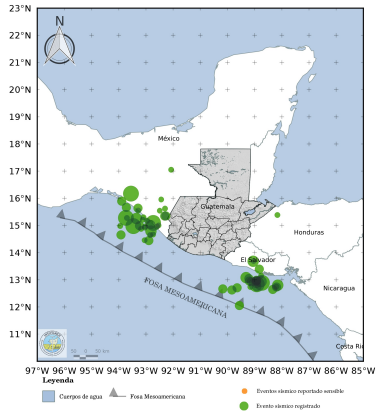 23°N
22°N
21°N
20°N
19°N
18°N
17°N
16°N
15°N
14°N
13°N
12°N
11°N
N
México
Guatemala
Honduras
El Salvador
Nicaragua
Costa Ri
FOSA MESOAMERICANA
97°W 96°W 95°W 94°W 93°W 92°W 91°W 90°W 89°W 88°W 87°W 86°W 85°W
Leyenda
Cuerpos de agua
Fosa Mesoamericana
Eventos sísmico reportado sensible
Evento sísmico registrado